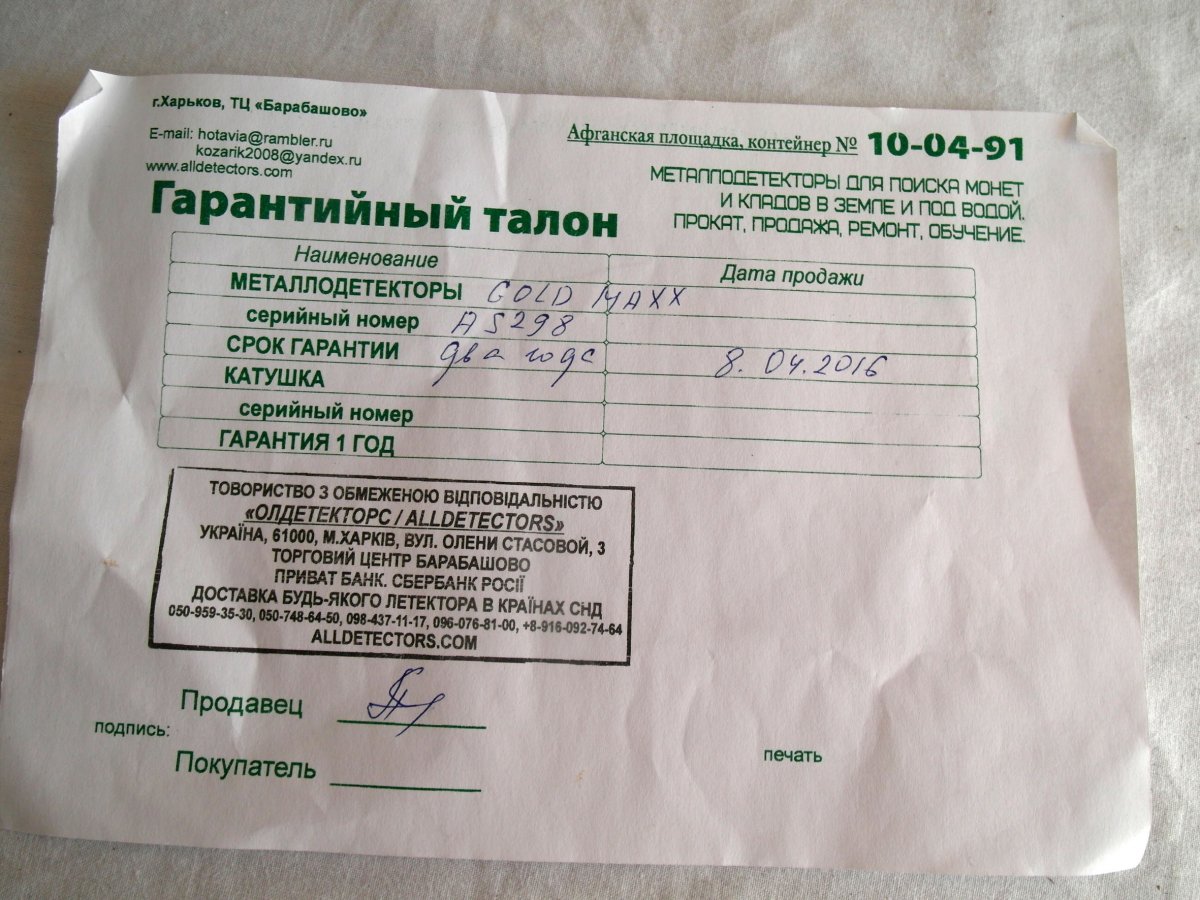 г.Харьков, ТЦ «Барабашово»
E-mail: hotavia@rambler.ru
kozarik2008@yandex.ru
www.alldetectors.com
Афганская площадка, контейнер № 10-04-91
МЕТАЛЛОДЕТЕКТОРЫ ДЛЯ ПОИСКА МОНЕТ
И КЛАДОВ В ЗЕМЛЕ И ПОД ВОДОЙ.
ПРОКАТ, ПРОДАЖА, РЕМОНТ, ОБУЧЕНИЕ.
Гарантийный талон
Наименование Дата продажи
МЕТАЛЛОДЕТЕКТОРЫ GOLD MAXX
серийный номер A5298
СРОК ГАРАНТИИ два года 8.04.2016
КАТУШКА
серийный номер
ГАРАНТИЯ 1 ГОД
ТОВОРИСТВО З ОБМЕЖЕНОЮ ВІДПОВІДАЛЬНІСТЮ
«ОЛДЕТЕКТОРС / ALLDETECTORS»
УКРАЇНА, 61000, М.ХАРКІВ, ВУЛ. ОЛЕНИ СТАСОВОЙ, 3
ТОРГОВИЙ ЦЕНТР БАРАБАШОВО
ПРИВАТ БАНК. СБЕРБАНК РОСІЇ
ДОСТАВКА БУДЬ-ЯКОГО ЛЕТЕКТОРА В КРАЇНАХ СНД
050-959-35-30, 050-748-64-50, 098-437-11-17, 096-076-81-00, +8-916-092-74-64
ALLDETECTORS.COM
Продавец
подпись:
Покупатель
печать